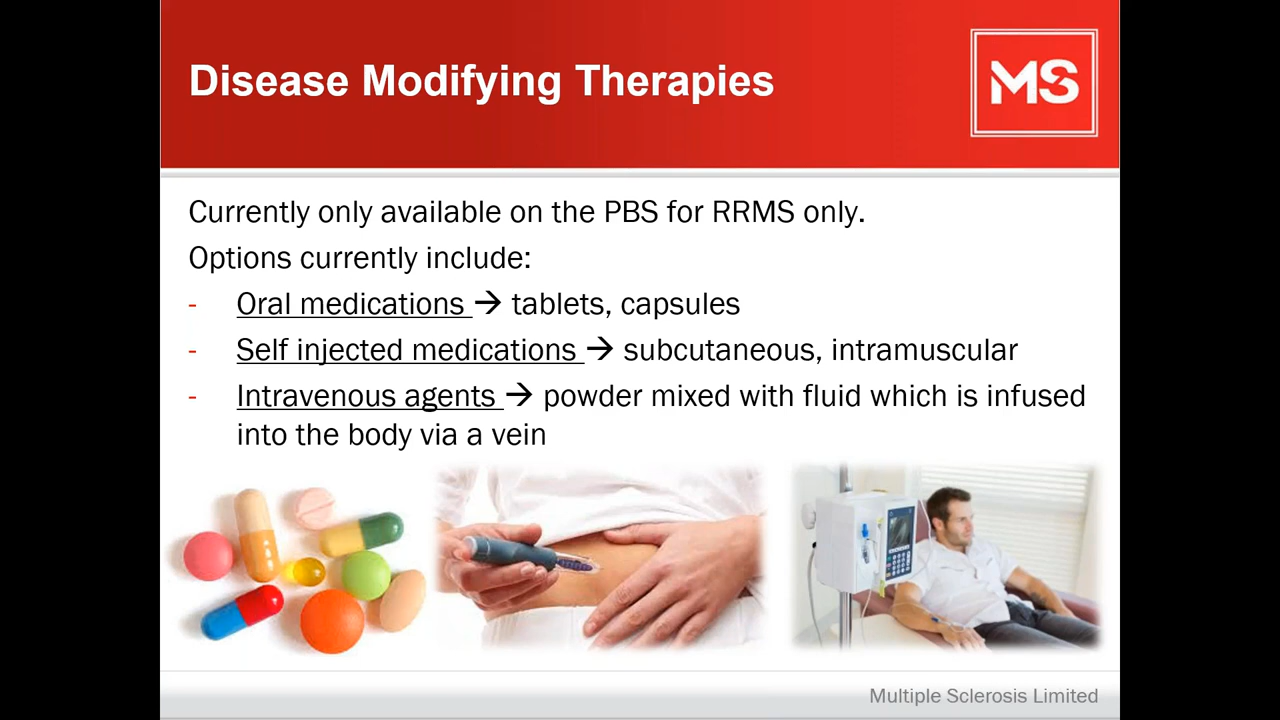 Disease Modifying Therapies
MS
Currently only available on the PBS for RRMS only.
Options currently include:
- Oral medications → tablets, capsules
- Self injected medications → subcutaneous, intramuscular
- Intravenous agents → powder mixed with fluid which is infused
into the body via a vein
Multiple Sclerosis Limited